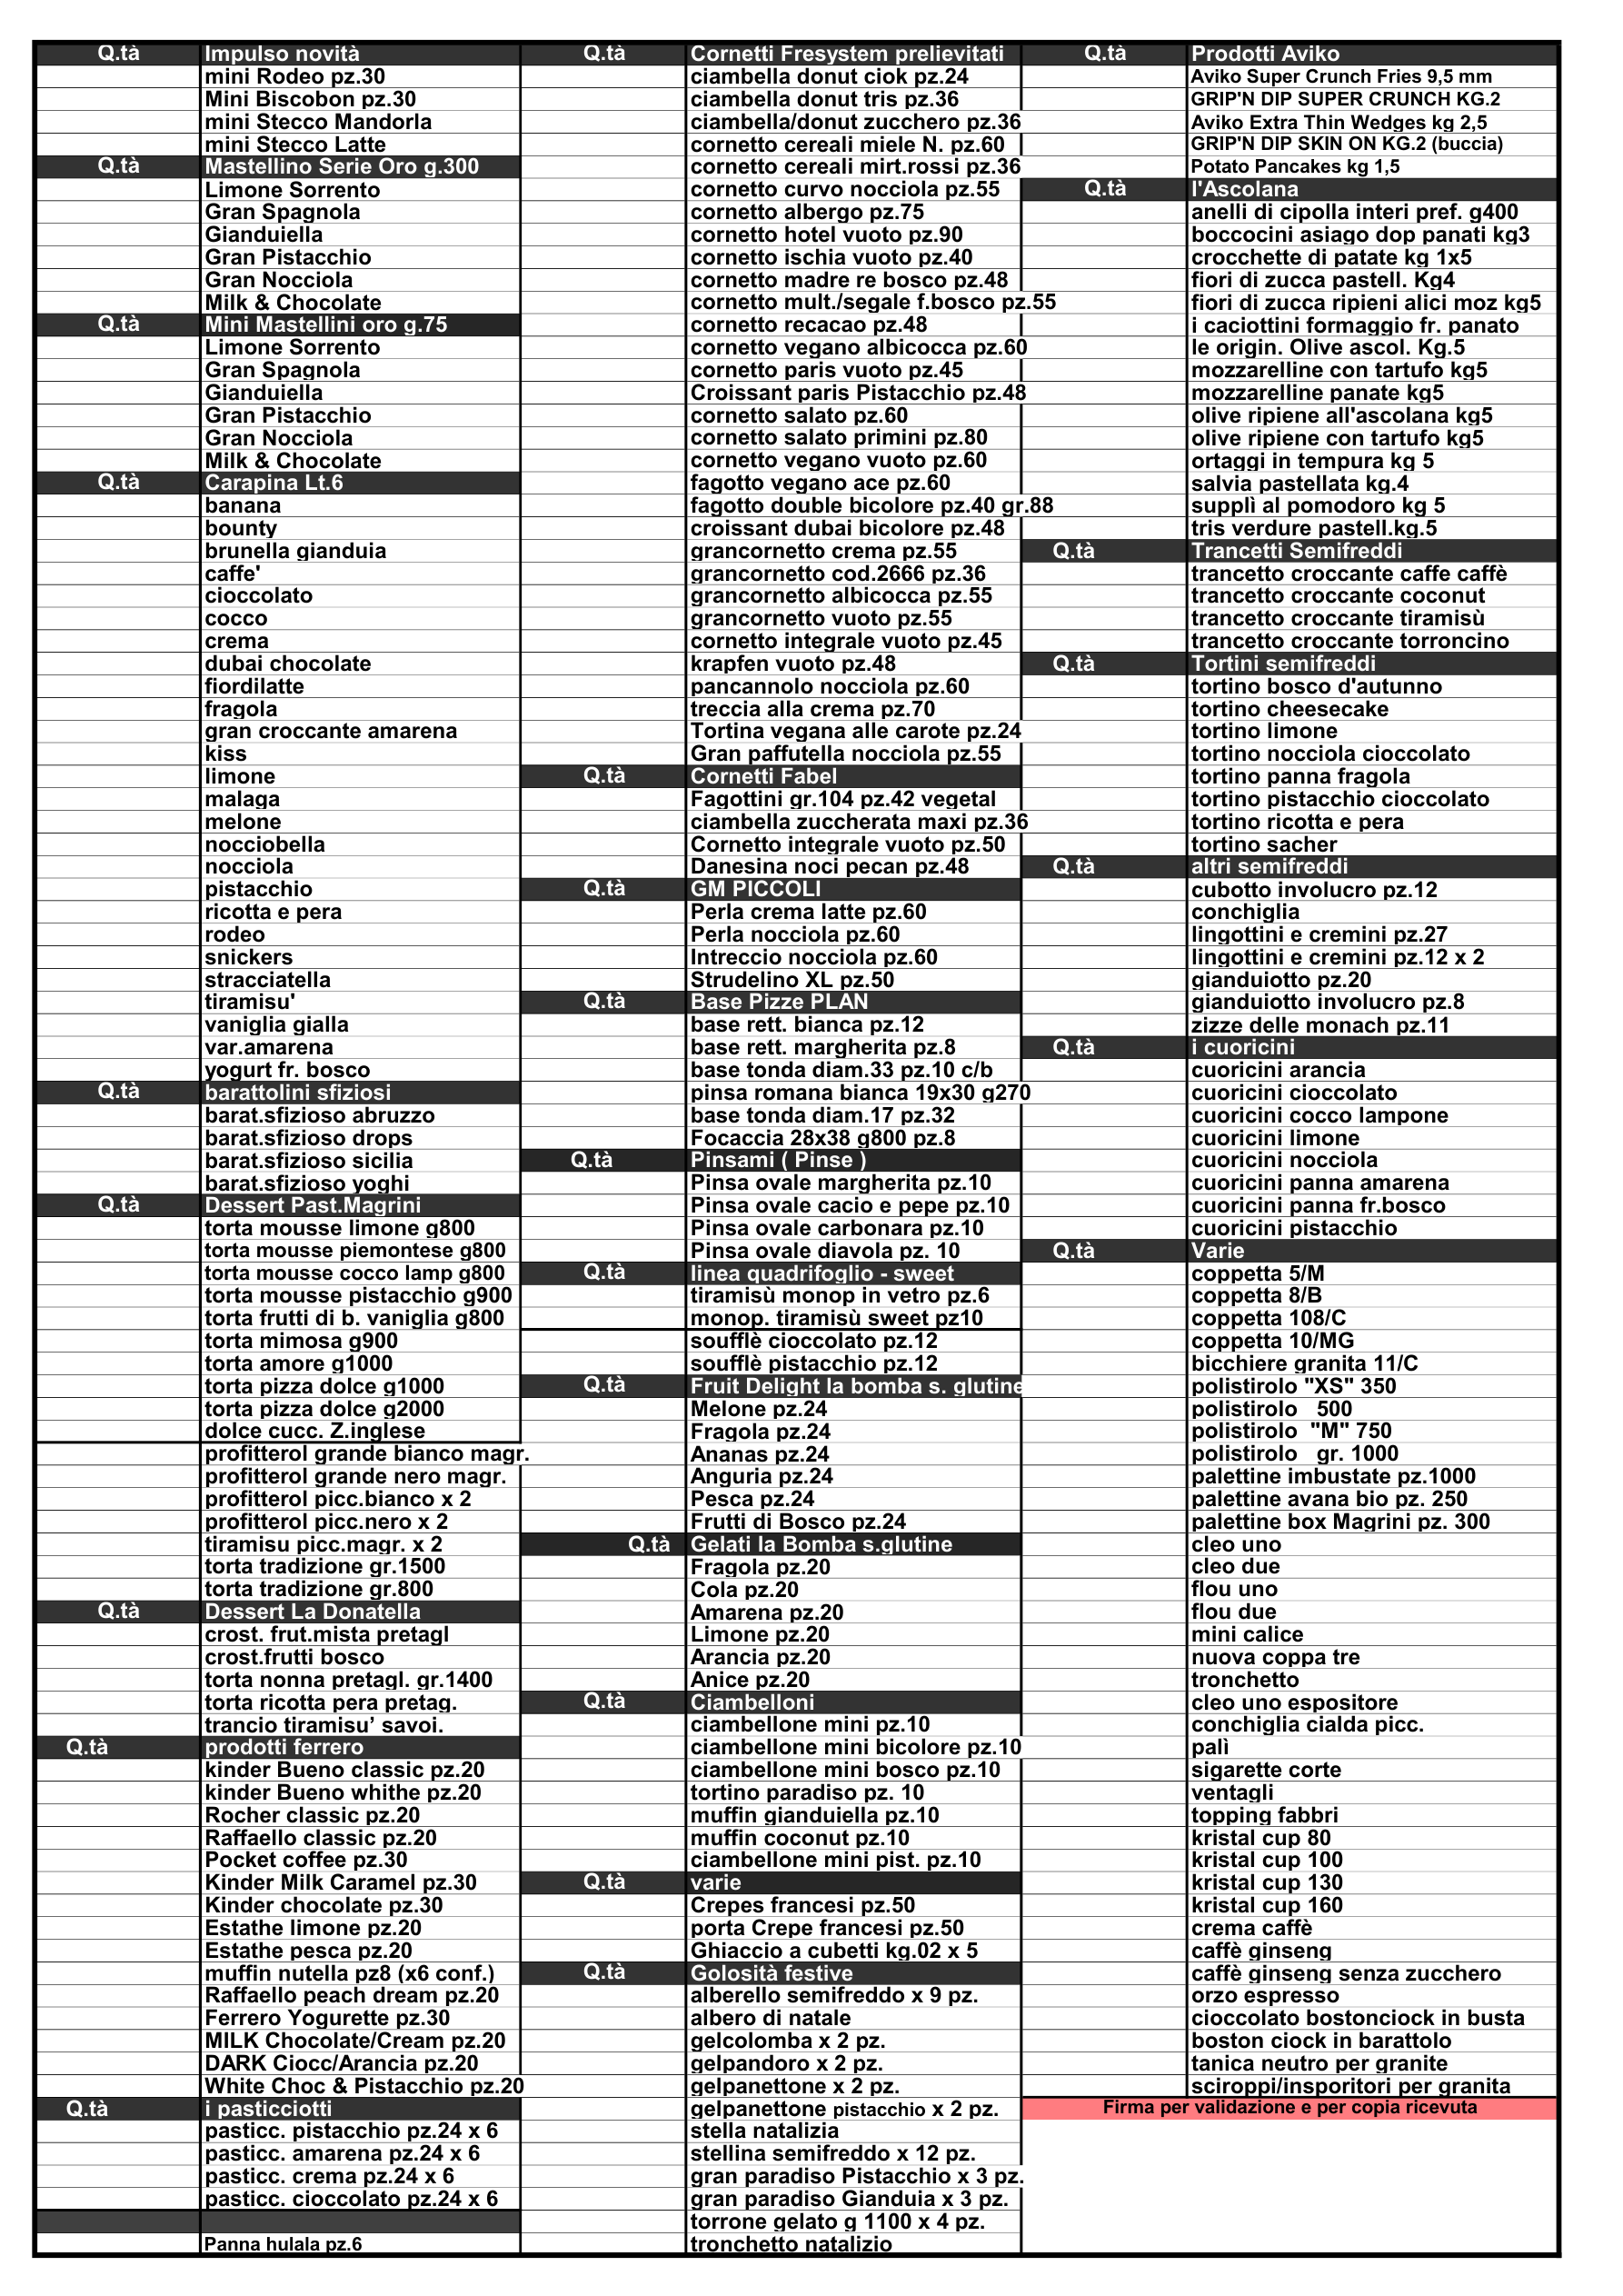 Q.tà Impulso novità
mini Rodeo pz.30
Mini Biscobon pz.30
mini Stecco Mandorla
mini Stecco Latte
Q.tà Mastellino Serie Oro g.300
Limone Sorrento
Gran Spagnola
Gianduiella
Gran Pistacchio
Gran Nocciola
Milk & Chocolate
Q.tà Mini Mastellini oro g.75
Limone Sorrento
Gran Spagnola
Gianduiella
Gran Pistacchio
Gran Nocciola
Milk & Chocolate
Q.tà Carapina Lt.6
banana
bounty
brunella gianduia
caffe'
cioccolato
cocco
crema
dubai chocolate
fiordilatte
fragola
gran croccante amarena
kiss
limone
malaga
melone
nocciobella
nocciola
pistacchio
ricotta e pera
rodeo
snickers
stracciatella
tiramisu'
vaniglia gialla
var.amarena
yogurt fr. bosco
Q.tà barattolini sfiziosi
barat.sfizioso abruzzo
barat.sfizioso drops
barat.sfizioso sicilia
barat.sfizioso yoghi
Q.tà Dessert Past.Magrini
torta mousse limone g800
torta mousse piemontese g800
torta mousse cocco lamp g800
torta mousse pistacchio g900
torta frutti di b. vaniglia g800
torta mimosa g900
torta amore g1000
torta pizza dolce g1000
torta pizza dolce g2000
dolce cucc. Z.inglese
profitterol grande bianco magr.
profitterol grande nero magr.
profitterol picc.bianco x 2
profitterol picc.nero x 2
tiramisu picc.magr. x 2
torta tradizione gr.1500
torta tradizione gr.800
Q.tà Dessert La Donatella
crost. frut.mista pretagl
crost.frutti bosco
torta nonna pretagl. gr.1400
torta ricotta pera pretag.
trancio tiramisu’ savoi.
Q.tà prodotti ferrero
kinder Bueno classic pz.20
kinder Bueno whithe pz.20
Rocher classic pz.20
Raffaello classic pz.20
Pocket coffee pz.30
Kinder Milk Caramel pz.30
Kinder chocolate pz.30
Estathe limone pz.20
Estathe pesca pz.20
muffin nutella pz8 (x6 conf.)
Raffaello peach dream pz.20
Ferrero Yogurette pz.30
MILK Chocolate/Cream pz.20
DARK Ciocc/Arancia pz.20
White Choc & Pistacchio pz.20
Q.tà i pasticciotti
pasticc. pistacchio pz.24 x 6
pasticc. amarena pz.24 x 6
pasticc. crema pz.24 x 6
pasticc. cioccolato pz.24 x 6
Panna hulala pz.6
Q.tà Cornetti Fresystem prelievitati
ciambella donut ciok pz.24
ciambella donut tris pz.36
ciambella/donut zucchero pz.36
cornetto cereali miele N. pz.60
cornetto cereali mirt.rossi pz.36
cornetto curvo nocciola pz.55
cornetto albergo pz.75
cornetto hotel vuoto pz.90
cornetto ischia vuoto pz.40
cornetto madre re bosco pz.48
cornetto mult./segale f.bosco pz.55
cornetto recacao pz.48
cornetto vegano albicocca pz.60
cornetto paris vuoto pz.45
Croissant paris Pistacchio pz.48
cornetto salato pz.60
cornetto salato primini pz.80
cornetto vegano vuoto pz.60
fagotto vegano ace pz.60
fagotto double bicolore pz.40 gr.88
croissant dubai bicolore pz.48
grancornetto crema pz.55
grancornetto cod.2666 pz.36
grancornetto albicocca pz.55
grancornetto vuoto pz.55
cornetto integrale vuoto pz.45
krapfen vuoto pz.48
pancannolo nocciola pz.60
treccia alla crema pz.70
Tortina vegana alle carote pz.24
Gran paffutella nocciola pz.55
Q.tà Cornetti Fabel
Fagottini gr.104 pz.42 vegetal
ciambella zuccherata maxi pz.36
Cornetto integrale vuoto pz.50
Danesina noci pecan pz.48
Q.tà GM PICCOLI
Perla crema latte pz.60
Perla nocciola pz.60
Intreccio nocciola pz.60
Strudelino XL pz.50
Q.tà Base Pizze PLAN
base rett. bianca pz.12
base rett. margherita pz.8
base tonda diam.33 pz.10 c/b
pinsa romana bianca 19x30 g270
base tonda diam.17 pz.32
Focaccia 28x38 g800 pz.8
Q.tà Pinsami ( Pinse )
Pinsa ovale margherita pz.10
Pinsa ovale cacio e pepe pz.10
Pinsa ovale carbonara pz.10
Pinsa ovale diavola pz. 10
Q.tà linea quadrifoglio - sweet
tiramisù monop in vetro pz.6
monop. tiramisù sweet pz10
soufflè cioccolato pz.12
soufflè pistacchio pz.12
Q.tà Fruit Delight la bomba s. glutine
Melone pz.24
Fragola pz.24
Ananas pz.24
Anguria pz.24
Pesca pz.24
Frutti di Bosco pz.24
Q.tà Gelati la Bomba s.glutine
Fragola pz.20
Cola pz.20
Amarena pz.20
Limone pz.20
Arancia pz.20
Anice pz.20
Q.tà Ciambelloni
ciambellone mini pz.10
ciambellone mini bicolore pz.10
ciambellone mini bosco pz.10
tortino paradiso pz. 10
muffin gianduiella pz.10
muffin coconut pz.10
ciambellone mini pist. pz.10
Q.tà varie
Crepes francesi pz.50
porta Crepe francesi pz.50
Ghiaccio a cubetti kg.02 x 5
Q.tà Golosità festive
alberello semifreddo x 9 pz.
albero di natale
gelcolomba x 2 pz.
gelpandoro x 2 pz.
gelpanettone x 2 pz.
gelpanettone pistacchio x 2 pz.
stella natalizia
stellina semifreddo x 12 pz.
gran paradiso Pistacchio x 3 pz.
gran paradiso Gianduia x 3 pz.
torrone gelato g 1100 x 4 pz.
tronchetto natalizio
Q.tà Prodotti Aviko
Aviko Super Crunch Fries 9,5 mm
GRIP'N DIP SUPER CRUNCH KG.2
Aviko Extra Thin Wedges kg 2,5
GRIP'N DIP SKIN ON KG.2 (buccia)
Potato Pancakes kg 1,5
Q.tà l'Ascolana
anelli di cipolla interi pref. g400
boccocini asiago dop panati kg3
crocchette di patate kg 1x5
fiori di zucca pastell. Kg4
fiori di zucca ripieni alici moz kg5
i caciottini formaggio fr. panato
le origin. Olive ascol. Kg.5
mozzarelline con tartufo kg5
mozzarelline panate kg5
olive ripiene all'ascolana kg5
olive ripiene con tartufo kg5
ortaggi in tempura kg 5
salvia pastellata kg.4
supplì al pomodoro kg 5
tris verdure pastell.kg.5
Q.tà Trancetti Semifreddi
trancetto croccante caffe caffè
trancetto croccante coconut
trancetto croccante tiramisù
trancetto croccante torroncino
Q.tà Tortini semifreddi
tortino bosco d'autunno
tortino cheesecake
tortino limone
tortino nocciola cioccolato
tortino panna fragola
tortino pistacchio cioccolato
tortino ricotta e pera
tortino sacher
Q.tà altri semifreddi
cubotto involucro pz.12
conchiglia
lingottini e cremini pz.27
lingottini e cremini pz.12 x 2
gianduiotto pz.20
gianduiotto involucro pz.8
zizze delle monach pz.11
Q.tà i cuoricini
cuoricini arancia
cuoricini cioccolato
cuoricini cocco lampone
cuoricini limone
cuoricini nocciola
cuoricini panna amarena
cuoricini panna fr.bosco
cuoricini pistacchio
Q.tà Varie
coppetta 5/M
coppetta 8/B
coppetta 108/C
coppetta 10/MG
bicchiere granita 11/C
polistirolo "XS" 350
polistirolo 500
polistirolo "M" 750
polistirolo gr. 1000
palettine imbustate pz.1000
palettine avana bio pz. 250
palettine box Magrini pz. 300
cleo uno
cleo due
flou uno
flou due
mini calice
nuova coppa tre
tronchetto
cleo uno espositore
conchiglia cialda picc.
palì
sigarette corte
ventagli
topping fabbri
kristal cup 80
kristal cup 100
kristal cup 130
kristal cup 160
crema caffè
caffè ginseng
caffè ginseng senza zucchero
orzo espresso
cioccolato bostonciock in busta
boston ciock in barattolo
tanica neutro per granite
sciroppi/insporitori per granita
Firma per validazione e per copia ricevuta